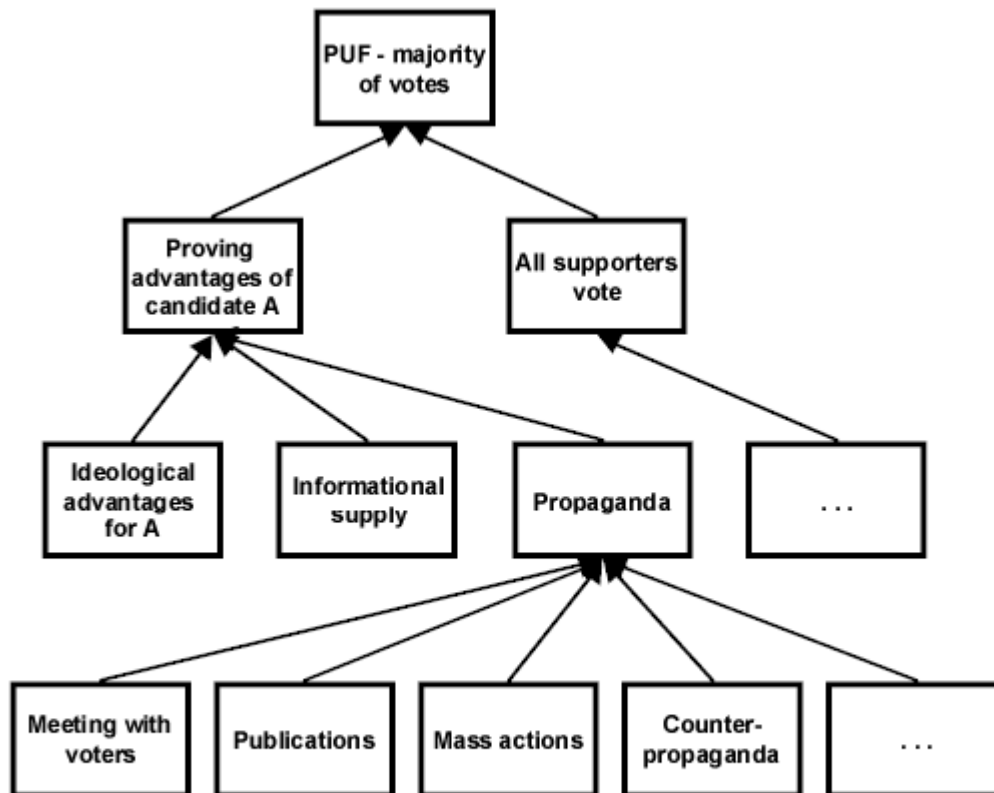 PUF - majority
of votes
Proving
advantages of
candidate A
All supporters
vote
Ideological
advantages
for A
Informational
supply
Propaganda
. . .
Meeting with
voters
Publications
Mass actions
Counter-
propaganda
. . .